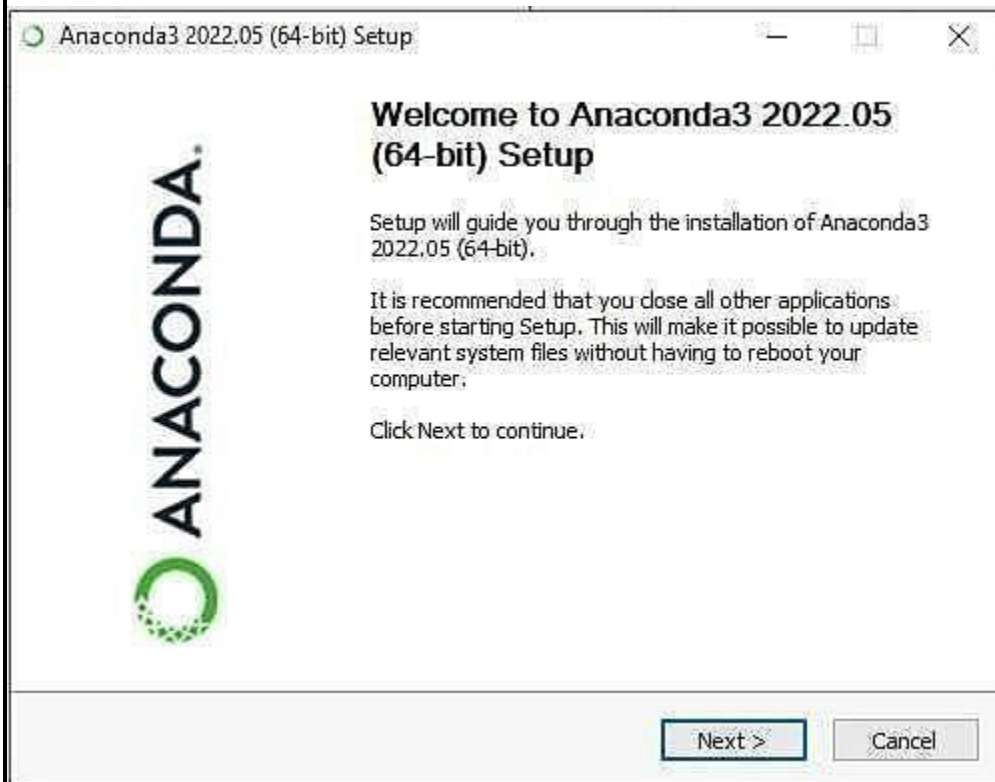 Anaconda3 2022.05 (64-bit) Setup
Welcome to Anaconda3 2022.05
(64-bit) Setup
Setup will guide you through the installation of Anaconda3
2022.05 (64-bit).
It is recommended that you close all other applications
before starting Setup. This will make it possible to update
relevant system files without having to reboot your
computer.
Click Next to continue.
ANACONDA.
Next >
Cancel